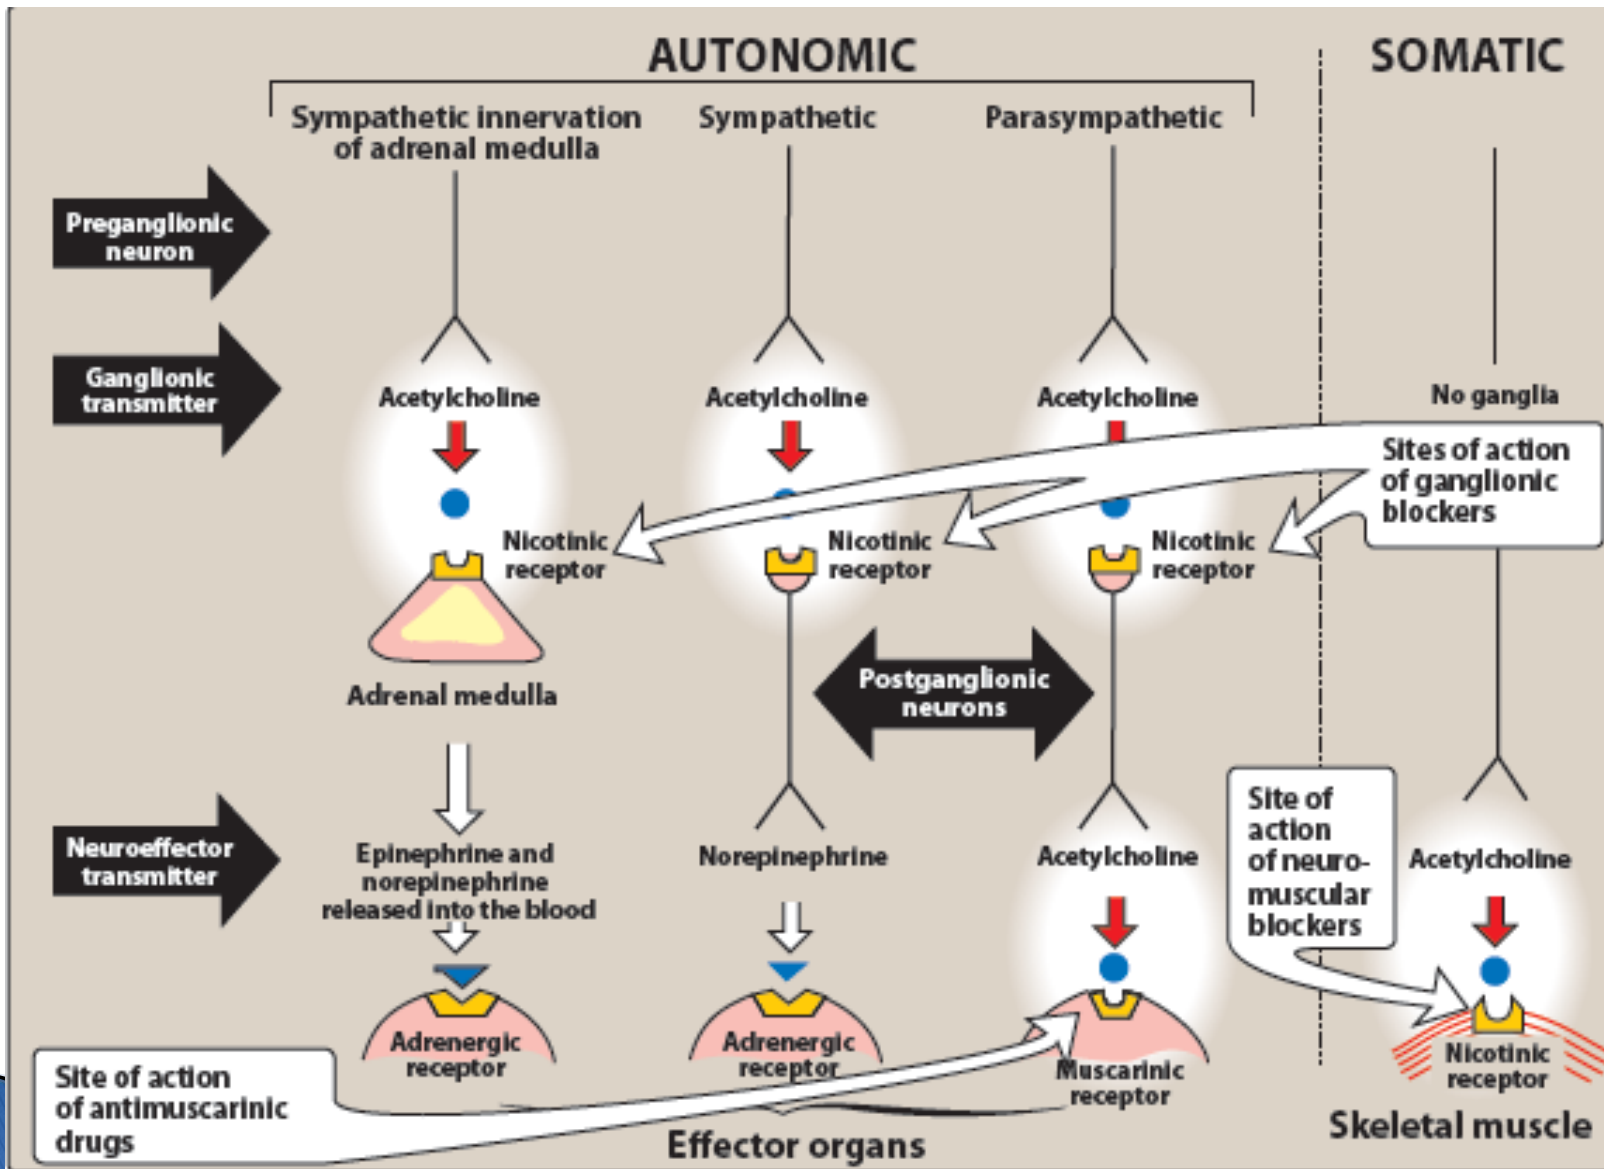 AUTONOMIC
SOMATIC
Sympathetic innervation
of adrenal medulla
Sympathetic
Parasympathetic
Preganglionic
neuron
Ganglionic
transmitter
Acetylcholine
Acetylcholine
Acetylcholine
No ganglia
Sites of action
of ganglionic
blockers
Nicotinic
receptor
Nicotinic
receptor
Nicotinic
receptor
Adrenal medulla
Postganglionic
neurons
Neuroeffector
transmitter
Epinephrine and
norepinephrine
released into the blood
Norepinephrine
Acetylcholine
Site of
action
of neuro-
muscular
blockers
Acetylcholine
Adrenergic
receptor
Adrenergic
receptor
Muscarinic
receptor
Nicotinic
receptor
Site of action
of antimuscarinic
drugs
Effector organs
Skeletal muscle